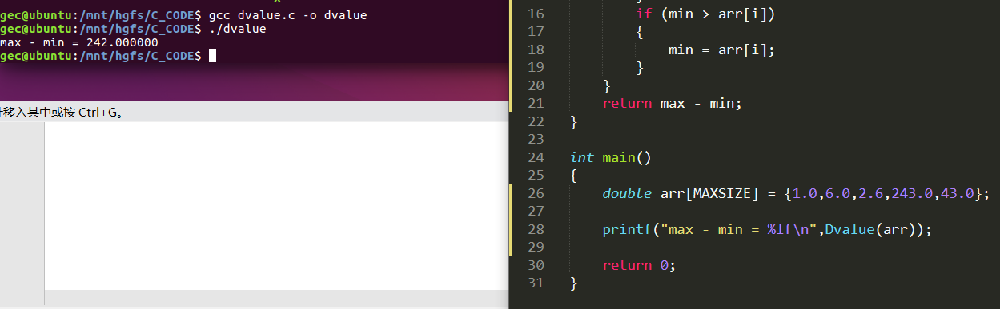 gec@ubuntu:/mnt/hgfs/C_CODE$ gcc dvalue.c -o dvalue
gec@ubuntu:/mnt/hgfs/C_CODE$ ./dvalue
max - min = 242.000000
gec@ubuntu:/mnt/hgfs/C_CODE$
移入其中或按 Ctrl+G。
16 if (min > arr[i])
17 {
18 min = arr[i];
19 }
20 }
21 return max - min;
22 }
23
24 int main()
25 {
26 double arr[MAXSIZE] = {1.0,6.0,2.6,243.0,43.0};
27
28 printf("max - min = %lf\n",Dvalue(arr));
29
30 return 0;
31 }